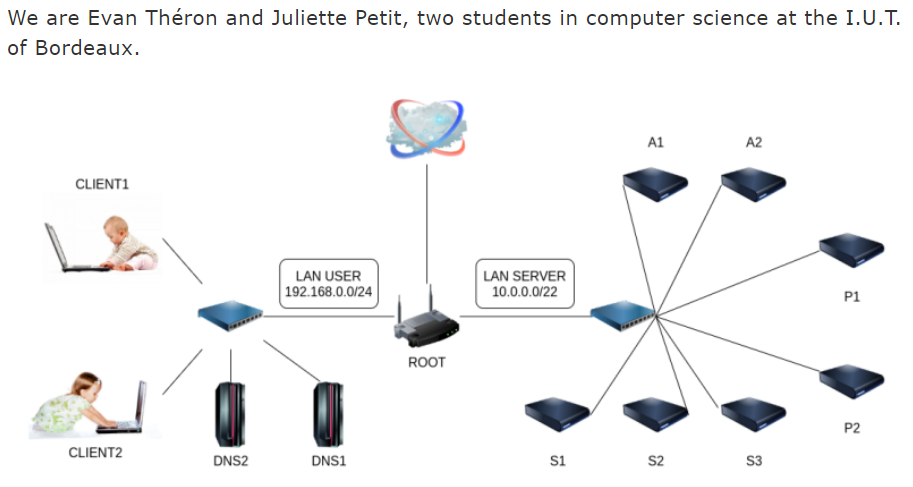 We are Evan Théron and Juliette Petit, two students in computer science at the I.U.T.
of Bordeaux.
A1
A2
CLIENT1
LAN USER
192.168.0.0/24
LAN SERVER
10.0.0.0/22
P1
ROOT
P2
CLIENT2
DNS2
DNS1
S1
S2
S3